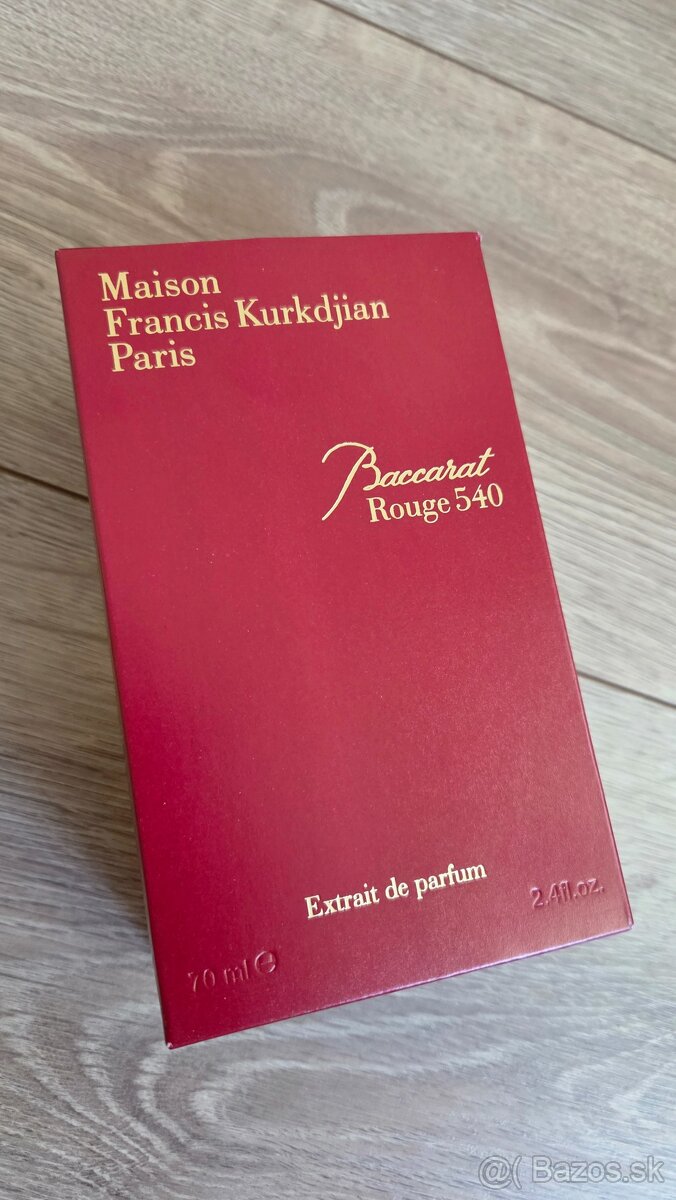 Maison
Francis Kurkdjian
Paris
Baccarat
Rouge 540
Extrait de parfum
70 ml ℮
2.4fl.oz.
@( Bazos.sk